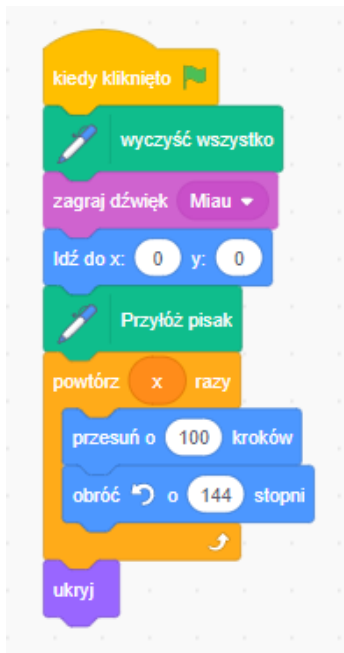 kiedy kliknięto
wyczyść wszystko
zagraj dźwięk Miau
Idź do x: 0 y: 0
Przyłóż pisak
powtórz x razy
przesuń o 100 kroków
obróć o 144 stopni
ukryj